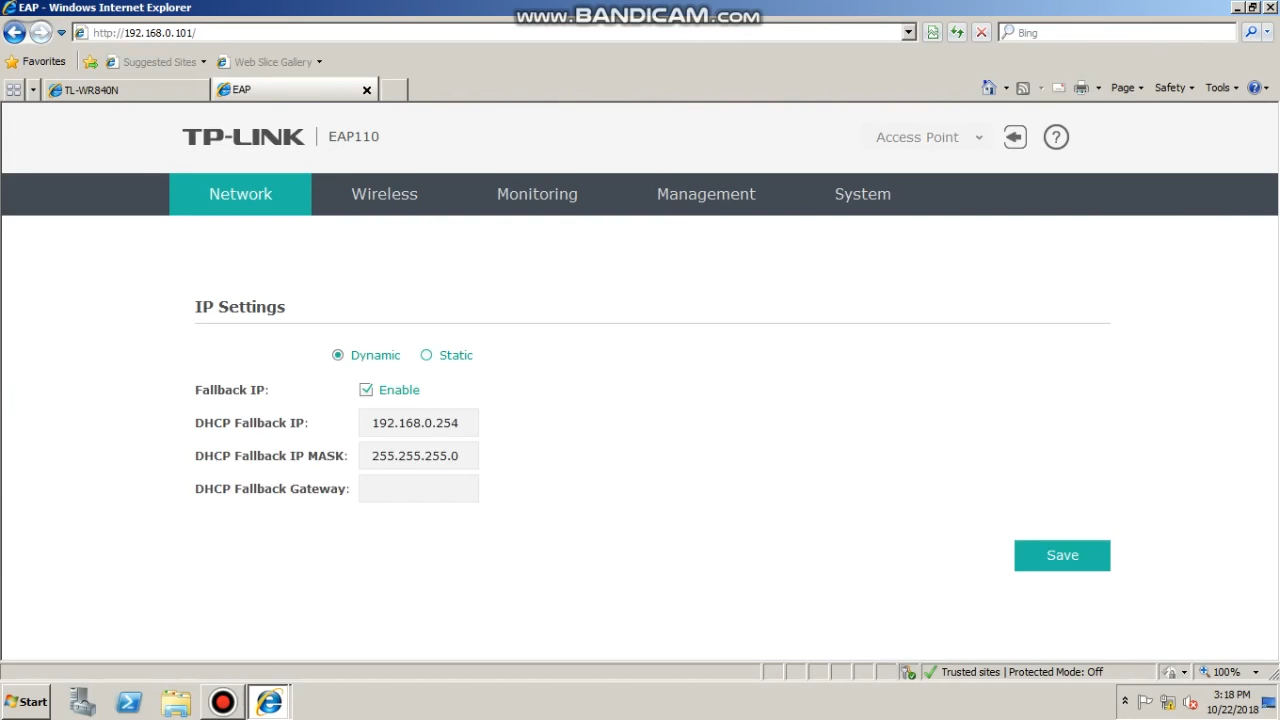 EAP - Windows Internet Explorer
www.BANDICAM.com
http://192.168.0.101/
Bing
Favorites
Suggested Sites
Web Slice Gallery
TL-WR840N
EAP
Page
Safety
Tools
TP-LINK
EAP110
Access Point
Network
Wireless
Monitoring
Management
System
IP Settings
Dynamic
Static
Fallback IP:
Enable
DHCP Fallback IP:
192.168.0.254
DHCP Fallback IP MASK:
255.255.255.0
DHCP Fallback Gateway:
Save
Trusted sites | Protected Mode: Off
100%
Start
3:18 PM
10/22/2018